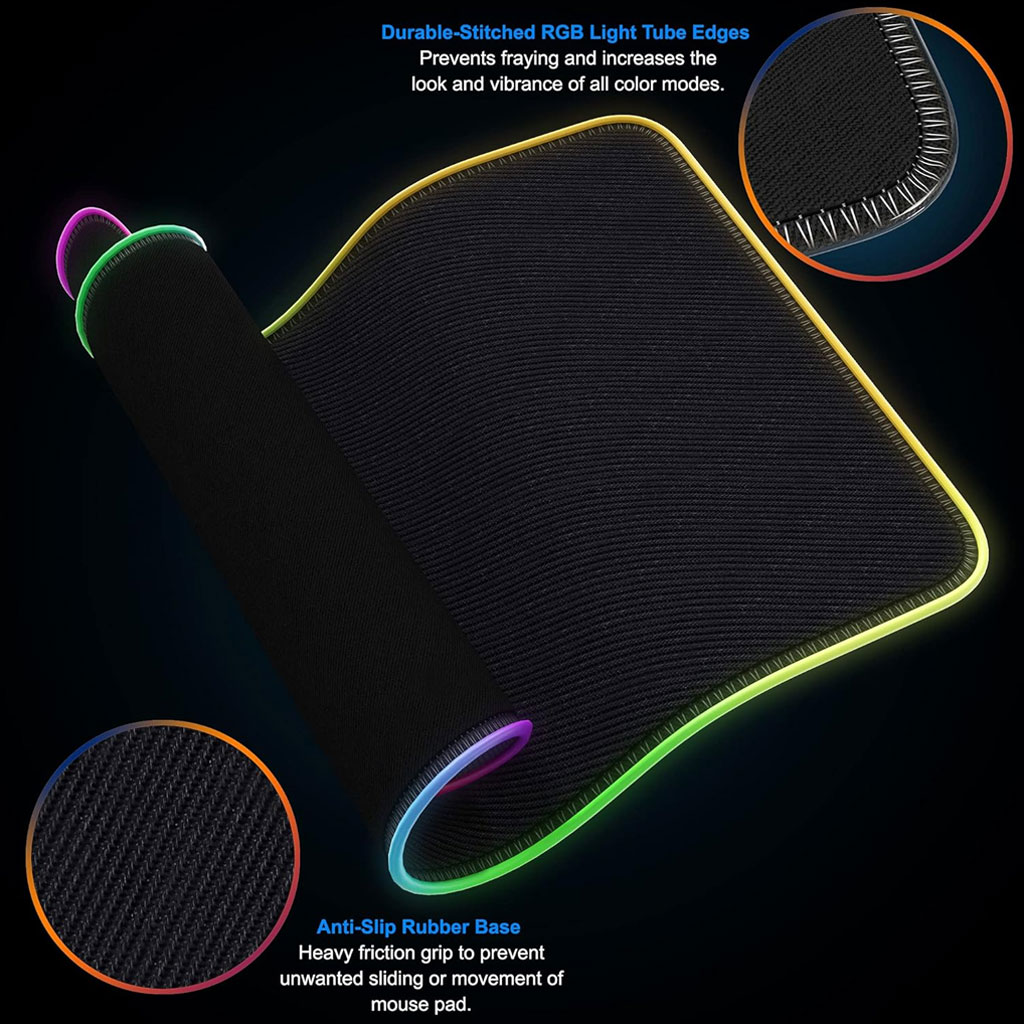 Durable-Stitched RGB Light Tube Edges
Prevents fraying and increases the
look and vibrance of all color modes.
Anti-Slip Rubber Base
Heavy friction grip to prevent
unwanted sliding or movement of
mouse pad.